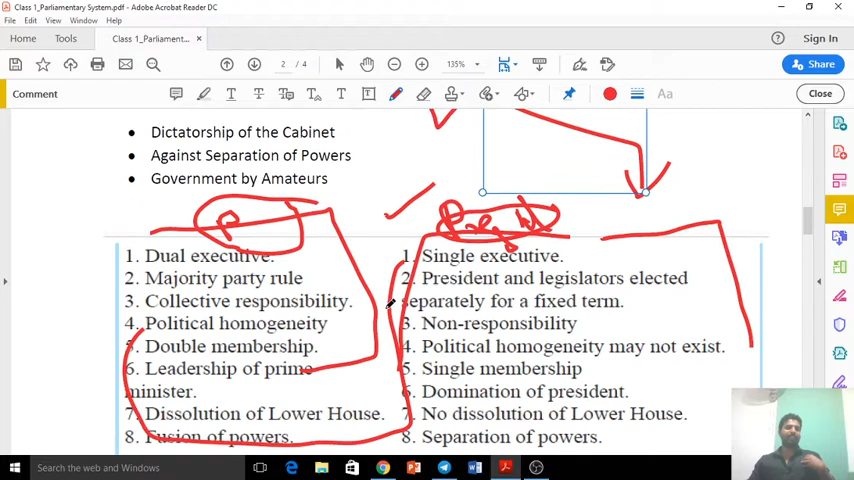 Class 1_Parliamentary System.pdf - Adobe Acrobat Reader DC
File Edit View Window Help
Home Tools Class 1_Parliament... × Sign In
2 / 4 135% Share
Comment Aa Close
• Dictatorship of the Cabinet
• Against Separation of Powers
• Government by Amateurs
P
1. Dual executive.
2. Majority party rule
3. Collective responsibility.
4. Political homogeneity
5. Double membership.
6. Leadership of prime
minister.
7. Dissolution of Lower House.
8. Fusion of powers.
1. Single executive.
2. President and legislators elected
separately for a fixed term.
3. Non-responsibility
4. Political homogeneity may not exist.
5. Single membership
6. Domination of president.
7. No dissolution of Lower House.
8. Separation of powers.
Windows Search